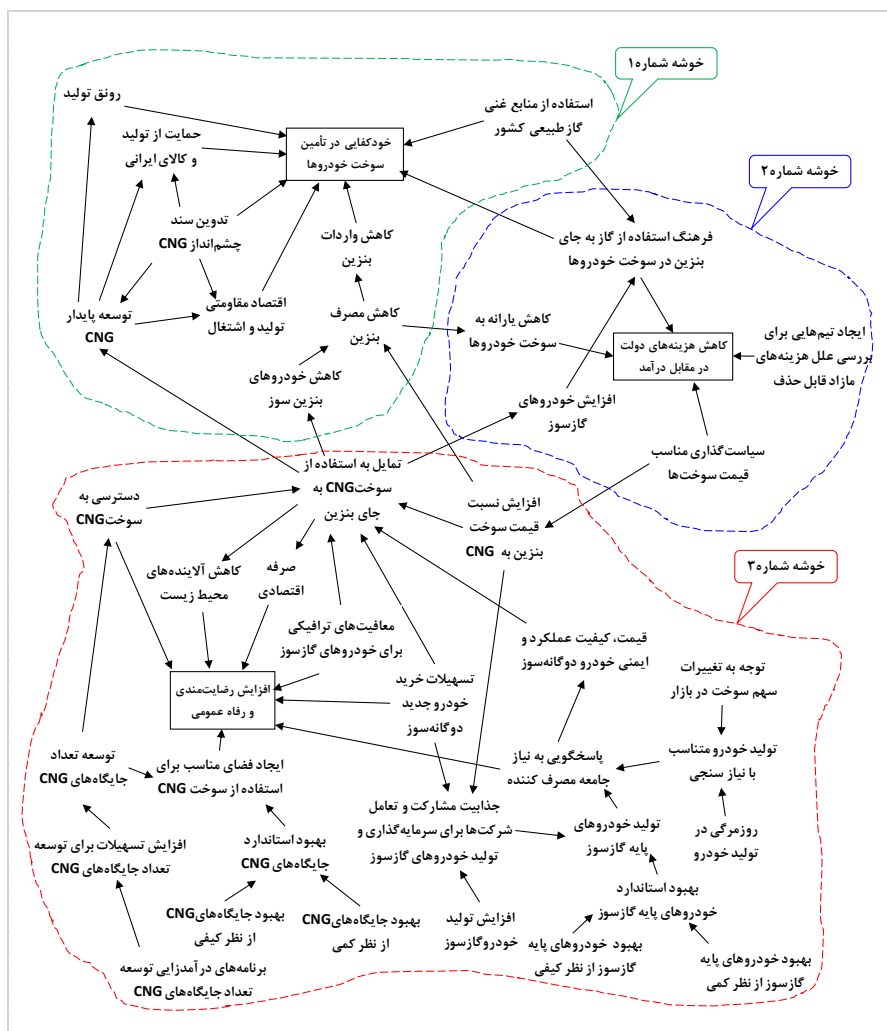 خوشه شماره۱
رونق تولید
حمایت از تولید
و کالای ایرانی
خودکفایی در تأمین
سوخت خودروها
استفاده از منابع غنی
گاز طبیعی کشور
خوشه شماره۲
تدوین سند
چشم‌انداز CNG
کاهش واردات
بنزین
فرهنگ استفاده از گاز به جای
بنزین در سوخت خودروها
توسعه پایدار
CNG
اقتصاد مقاومتی
تولید و اشتغال
کاهش مصرف
بنزین
کاهش یارانه به
سوخت خودروها
کاهش هزینه‌های دولت
در مقابل درآمد
ایجاد تیم‌هایی برای
بررسی علل هزینه‌های
مازاد قابل حذف
کاهش خودروهای
بنزین سوز
افزایش خودروهای
گازسوز
سیاست‌گذاری مناسب
قیمت سوخت‌ها
تمایل به استفاده از
سوخت CNG به
جای بنزین
دسترسی به
سوخت CNG
افزایش نسبت
قیمت سوخت
بنزین به CNG
خوشه شماره۳
کاهش آلاینده‌های
محیط زیست
صرفه
اقتصادی
معافیت‌های ترافیکی
برای خودروهای گازسوز
قیمت، کیفیت عملکرد و
ایمنی خودرو دوگانه‌سوز
توجه به تغییرات
سهم سوخت در بازار
افزایش رضایت‌مندی
و رفاه عمومی
تسهیلات خرید
خودرو جدید
دوگانه‌سوز
توسعه تعداد
جایگاه‌های CNG
ایجاد فضای مناسب برای
استفاده از سوخت CNG
پاسخگویی به نیاز
جامعه مصرف کننده
تولید خودرو متناسب
با نیاز سنجی
جذابیت مشارکت و تعامل
شرکت‌ها برای سرمایه‌گذاری و
تولید خودروهای گازسوز
تولید خودروهای
پایه گازسوز
روزمرگی در
تولید خودرو
افزایش تسهیلات برای توسعه
تعداد جایگاه‌های CNG
بهبود استاندارد
جایگاه‌های CNG
بهبود استاندارد
خودروهای پایه گازسوز
بهبود جایگاه‌های CNG
از نظر کیفی
بهبود جایگاه‌های CNG
از نظر کمی
افزایش تولید
خودروگازسوز
بهبود خودروهای پایه
گازسوز از نظر کیفی
بهبود خودروهای پایه
گازسوز از نظر کمی
برنامه‌های درآمدزایی توسعه
تعداد جایگاه‌های CNG